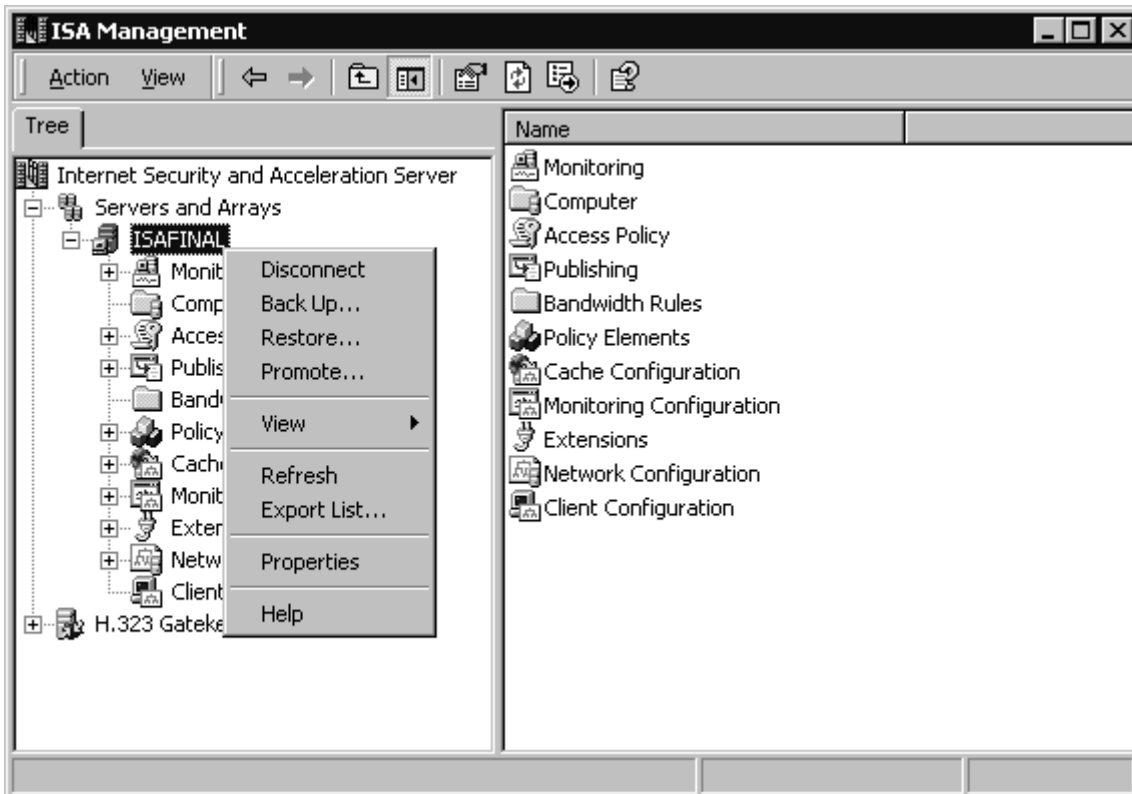 ISA Management
Action View
Tree
Name
Internet Security and Acceleration Server
Servers and Arrays
ISAFINAL
Monit
Comp
Acces
Publis
Band
Policy
Cach
Monit
Exter
Netw
Client
H.323 Gateke
Disconnect
Back Up...
Restore...
Promote...
View
Refresh
Export List...
Properties
Help
Monitoring
Computer
Access Policy
Publishing
Bandwidth Rules
Policy Elements
Cache Configuration
Monitoring Configuration
Extensions
Network Configuration
Client Configuration